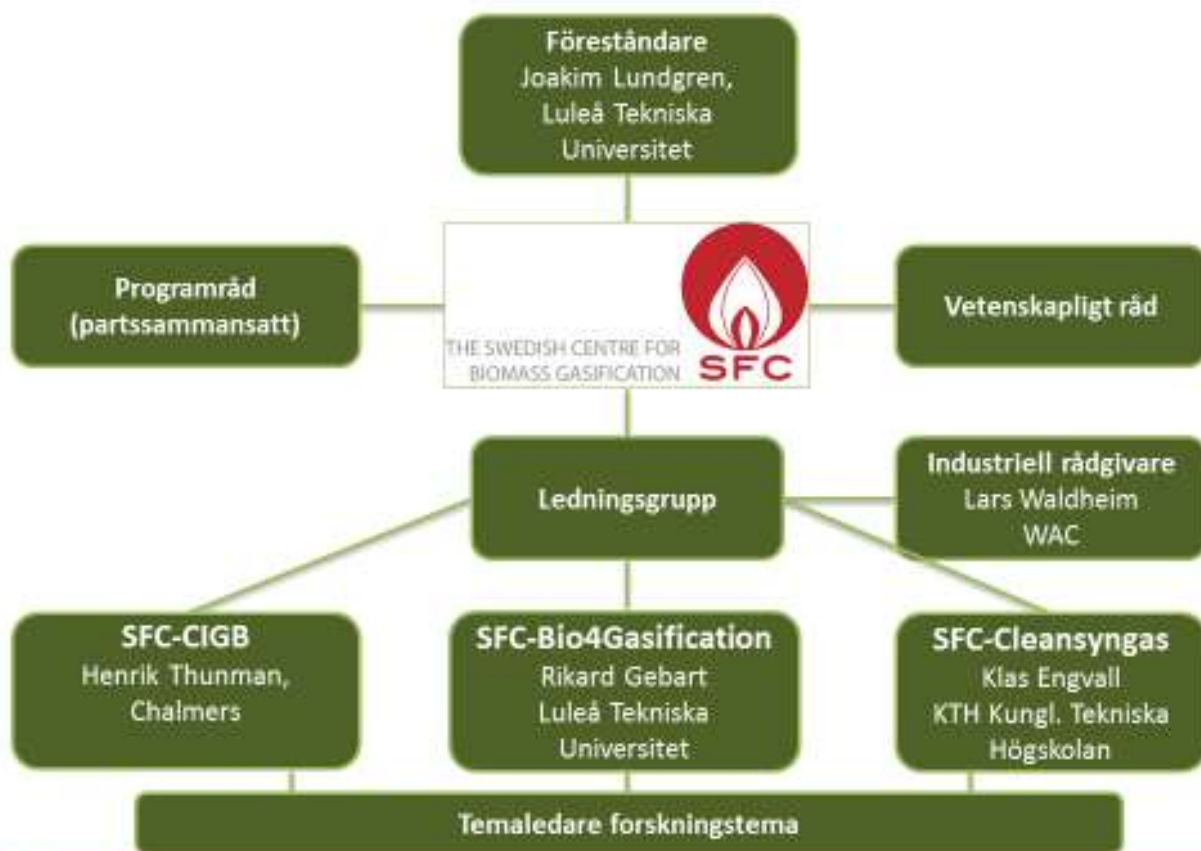 Föreståndare
Joakim Lundgren,
Luleå Tekniska
Universitet
Programråd
(partssammansatt)
THE SWEDISH CENTRE FOR
BIOMASS GASIFICATION
SFC
Vetenskapligt råd
Ledningsgrupp
Industriell rådgivare
Lars Waldheim
WAC
SFC-CIGB
Henrik Thunman,
Chalmers
SFC-Bio4Gasification
Rikard Gebart
Luleå Tekniska
Universitet
SFC-Cleansyngas
Klas Engvall
KTH Kungl. Tekniska
Högskolan
Temaledare forskningstema